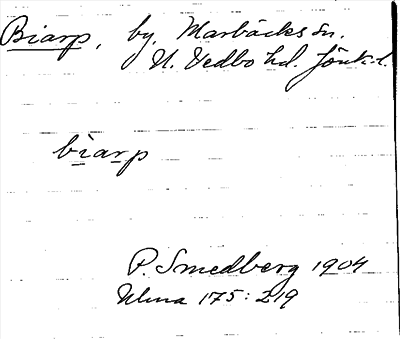 Biarp, by, Marbäcks sn.
N. Vedbo hd. Jönk. l.
biarp
P. Smedberg 1904
Ulma 175:219